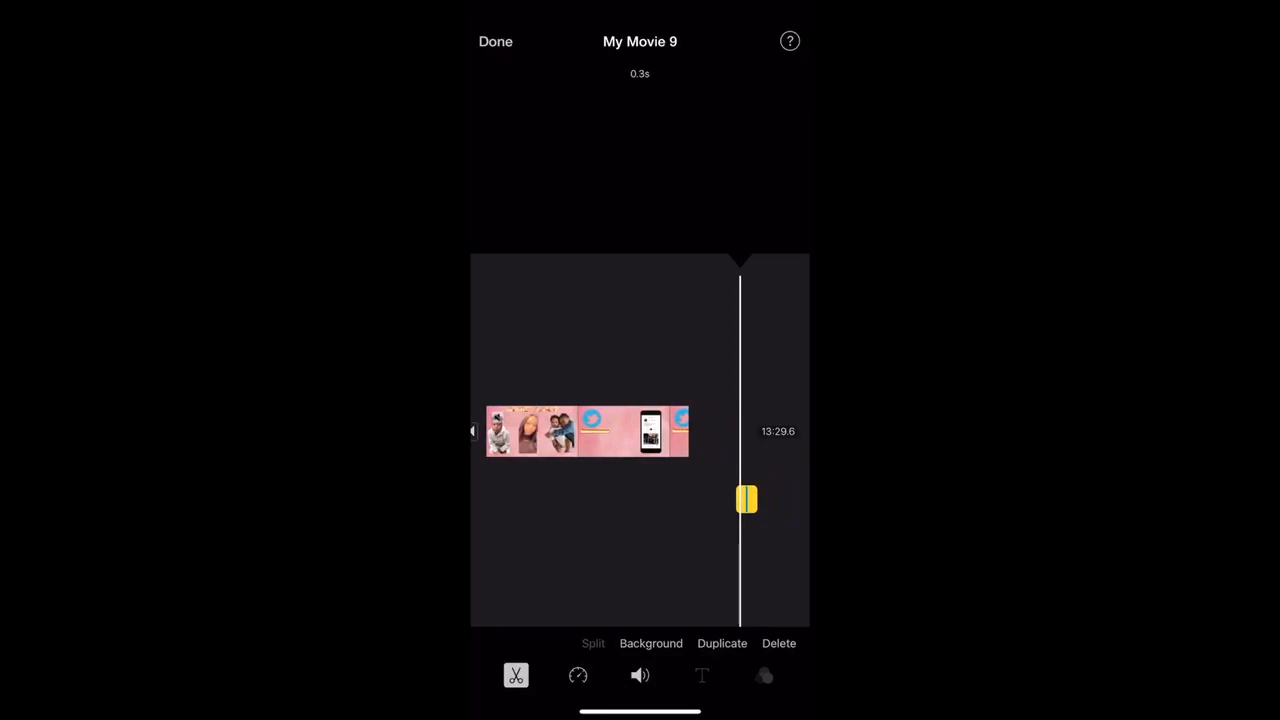 Done My Movie 9 ?
0.3s
13:29.6
Split Background Duplicate Delete
T